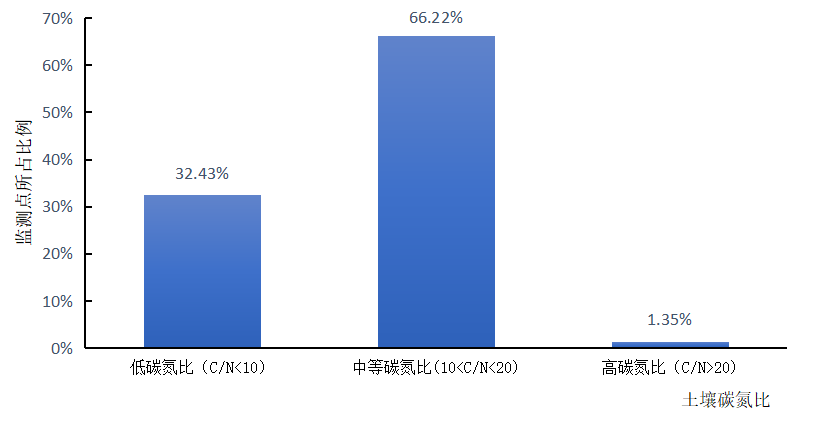 70%
60%
50%
40%
30%
20%
10%
0%
监测点所占比例
32.43%
66.22%
1.35%
低碳氮比（C/N<10）
中等碳氮比(10<C/N<20）
高碳氮比（C/N>20）
土壤碳氮比